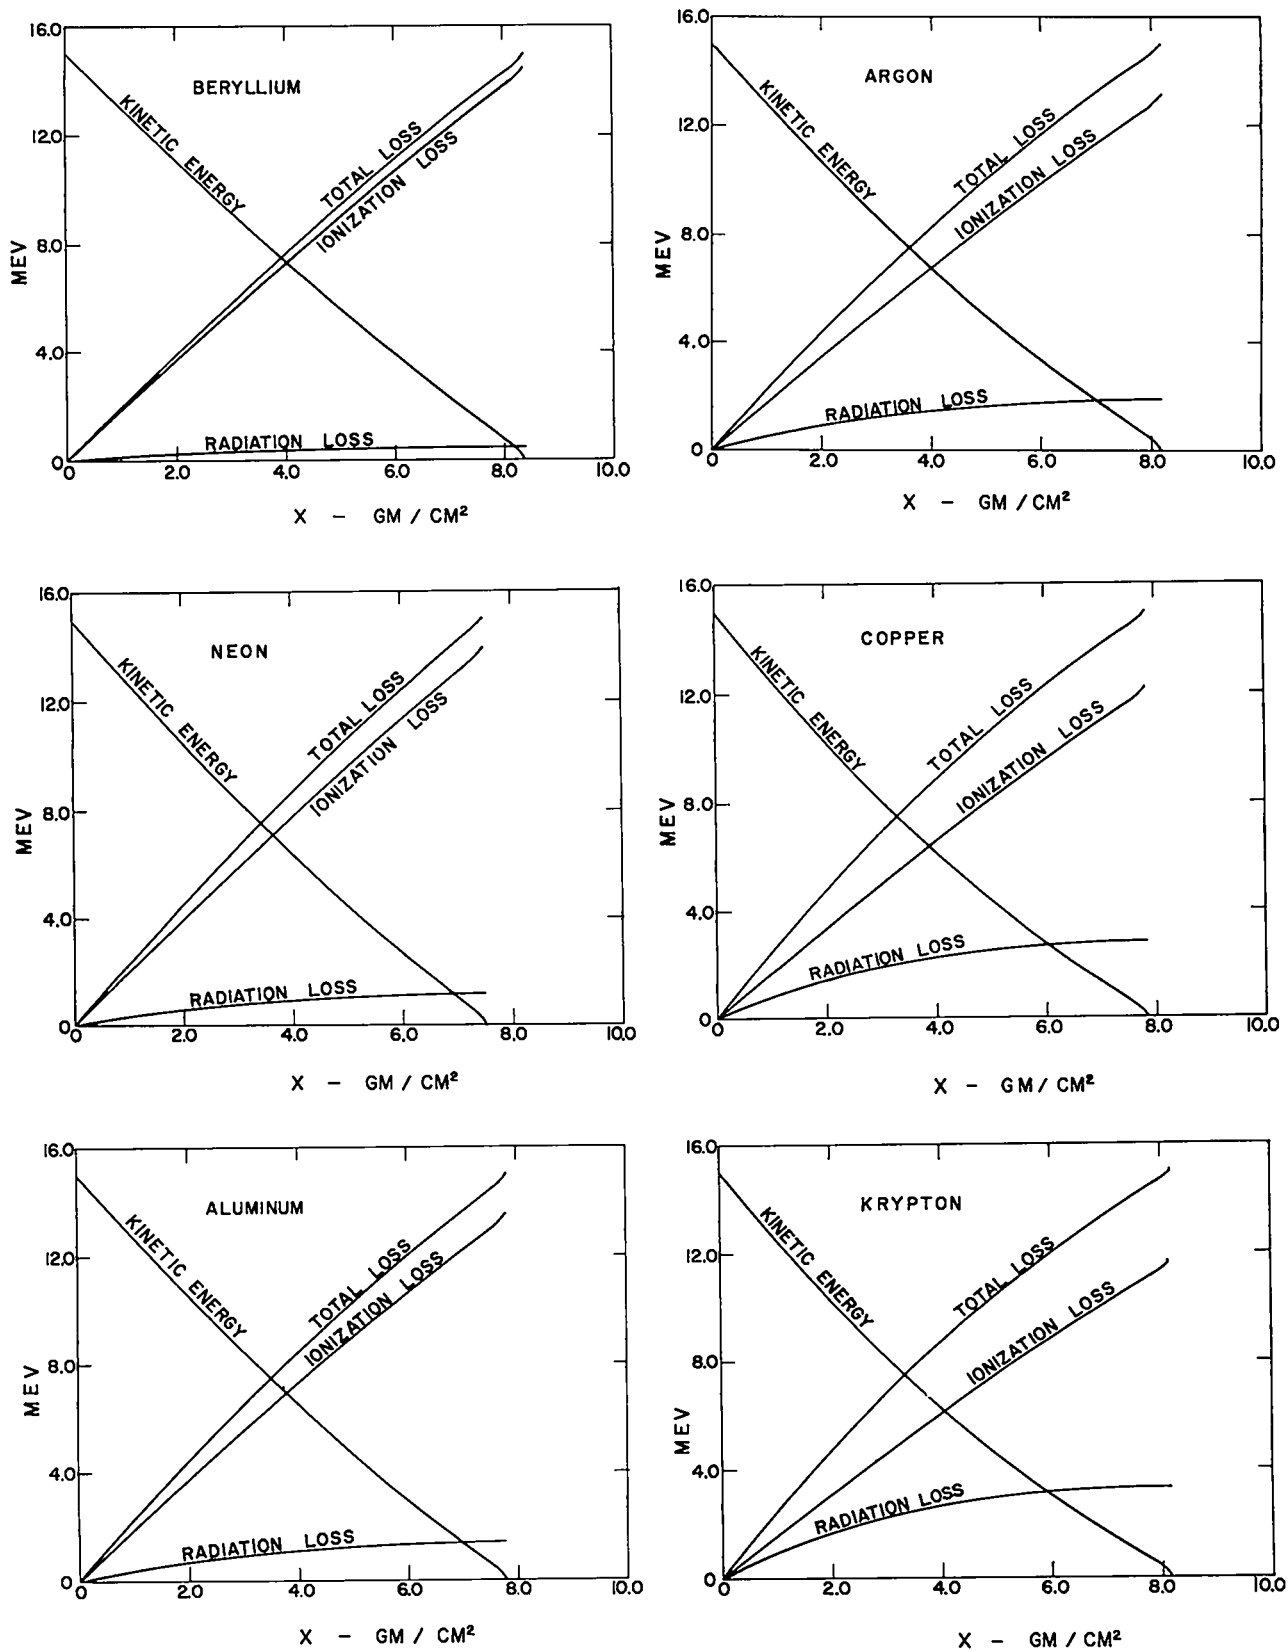 16.0
BERYLLIUM
KINETIC ENERGY
12.0
TOTAL LOSS
IONIZATION LOSS
8.0
MEV
4.0
RADIATION LOSS
0
0 2.0 4.0 6.0 8.0 10.0
X – GM / CM²
16.0
ARGON
KINETIC ENERGY
12.0
TOTAL LOSS
IONIZATION LOSS
8.0
MEV
4.0
RADIATION LOSS
0
0 2.0 4.0 6.0 8.0 10.0
X – GM / CM²
16.0
NEON
KINETIC ENERGY
12.0
TOTAL LOSS
IONIZATION LOSS
8.0
MEV
4.0
RADIATION LOSS
0
0 2.0 4.0 6.0 8.0 10.0
X – GM / CM²
16.0
COPPER
KINETIC ENERGY
12.0
TOTAL LOSS
IONIZATION LOSS
8.0
MEV
4.0
RADIATION LOSS
0
0 2.0 4.0 6.0 8.0 10.0
X – GM / CM²
16.0
ALUMINUM
KINETIC ENERGY
12.0
TOTAL LOSS
IONIZATION LOSS
8.0
MEV
4.0
RADIATION LOSS
0
0 2.0 4.0 6.0 8.0 10.0
X – GM / CM²
16.0
KRYPTON
KINETIC ENERGY
12.0
TOTAL LOSS
IONIZATION LOSS
8.0
MEV
4.0
RADIATION LOSS
0
0 2.0 4.0 6.0 8.0 10.0
X – GM / CM²